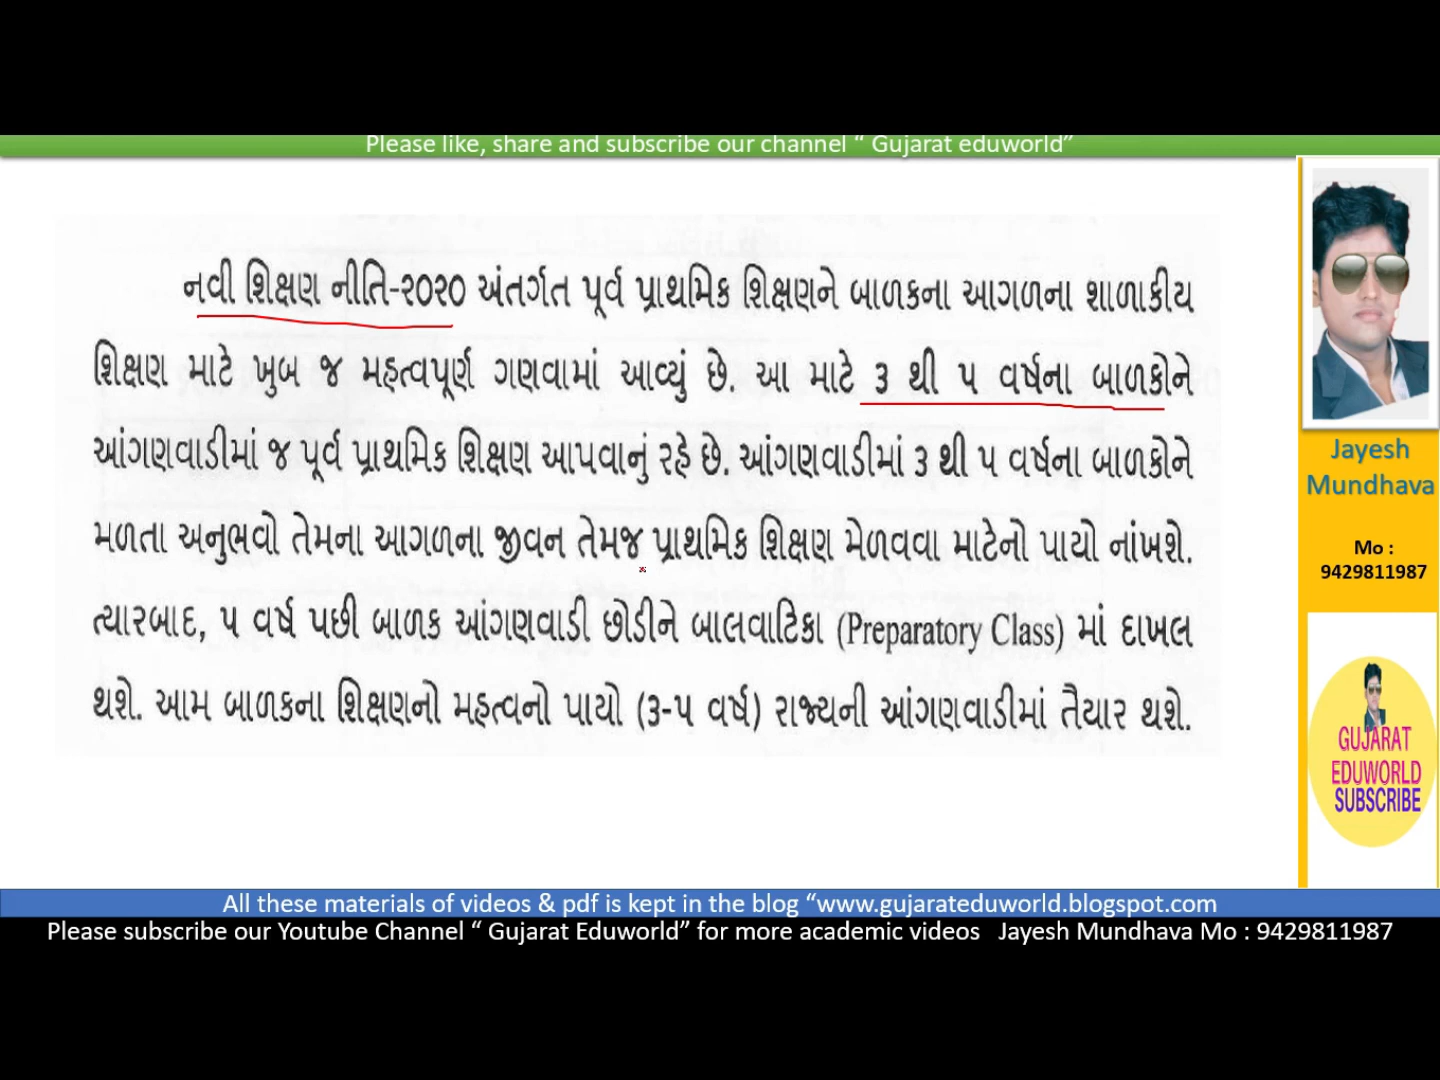 Please like, share and subscribe our channel “ Gujarat eduworld”
નવી શિક્ષણ નીતિ-૨૦૨૦ અંતર્ગત પૂર્વ પ્રાથમિક શિક્ષણને બાળકના આગળના શાળાકીય
શિક્ષણ માટે ખુબ જ મહત્વપૂર્ણ ગણવામાં આવ્યું છે. આ માટે ૩ થી ૫ વર્ષના બાળકોને
આંગણવાડીમાં જ પૂર્વ પ્રાથમિક શિક્ષણ આપવાનું રહે છે. આંગણવાડીમાં ૩ થી ૫ વર્ષના બાળકોને
મળતા અનુભવો તેમના આગળના જીવન તેમજ પ્રાથમિક શિક્ષણ મેળવવા માટેનો પાયો નાંખશે.
ત્યારબાદ, ૫ વર્ષ પછી બાળક આંગણવાડી છોડીને બાલવાટિકા (Preparatory Class) માં દાખલ
થશે. આમ બાળકના શિક્ષણનો મહત્વનો પાયો (૩-૫ વર્ષ) રાજ્યની આંગણવાડીમાં તૈયાર થશે.
Jayesh
Mundhava
Mo :
9429811987
GUJARAT
EDUWORLD
SUBSCRIBE
All these materials of videos & pdf is kept in the blog “www.gujarateduworld.blogspot.com
Please subscribe our Youtube Channel “ Gujarat Eduworld” for more academic videos Jayesh Mundhava Mo : 9429811987